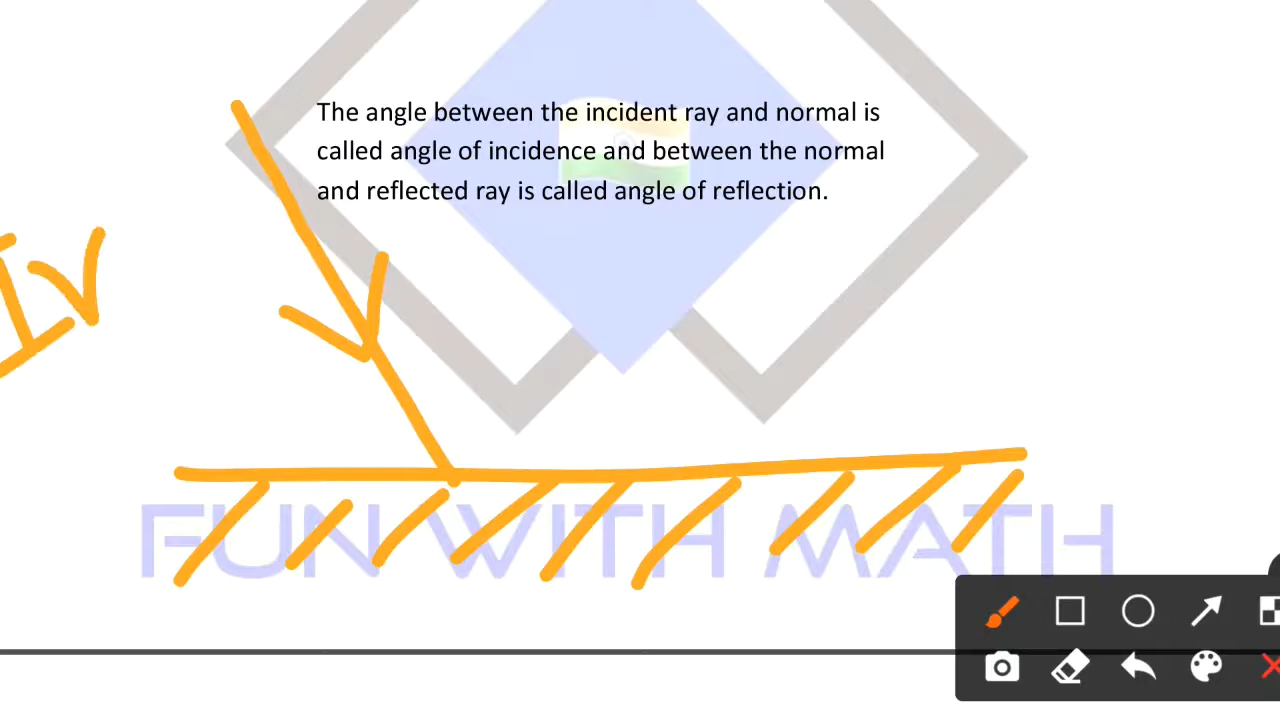 The angle between the incident ray and normal is
called angle of incidence and between the normal
and reflected ray is called angle of reflection.
IV
FUN WITH MATH